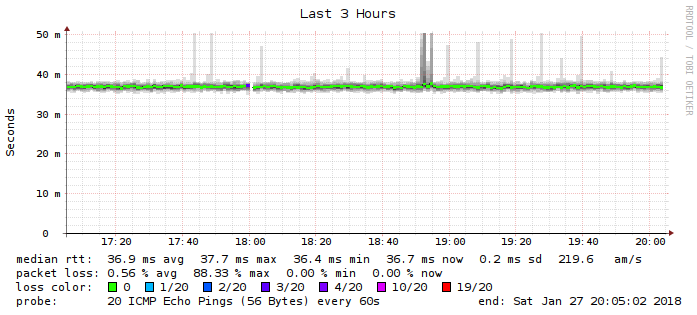 Last 3 Hours
RRDTOOL / TOBI OETIKER
50 m
40 m
30 m
20 m
10 m
0
Seconds
17:20 17:40 18:00 18:20 18:40 19:00 19:20 19:40 20:00
median rtt: 36.9 ms avg 37.7 ms max 36.4 ms min 36.7 ms now 0.2 ms sd 219.6 am/s
packet loss: 0.56 % avg 88.33 % max 0.00 % min 0.00 % now
loss color: 0 1/20 2/20 3/20 4/20 10/20 19/20
probe: 20 ICMP Echo Pings (56 Bytes) every 60s end: Sat Jan 27 20:05:02 2018